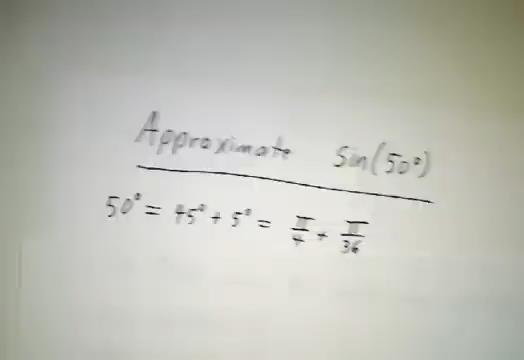 Approximate Sin(50°)
50° = 45° + 5° = π/4 + π/36